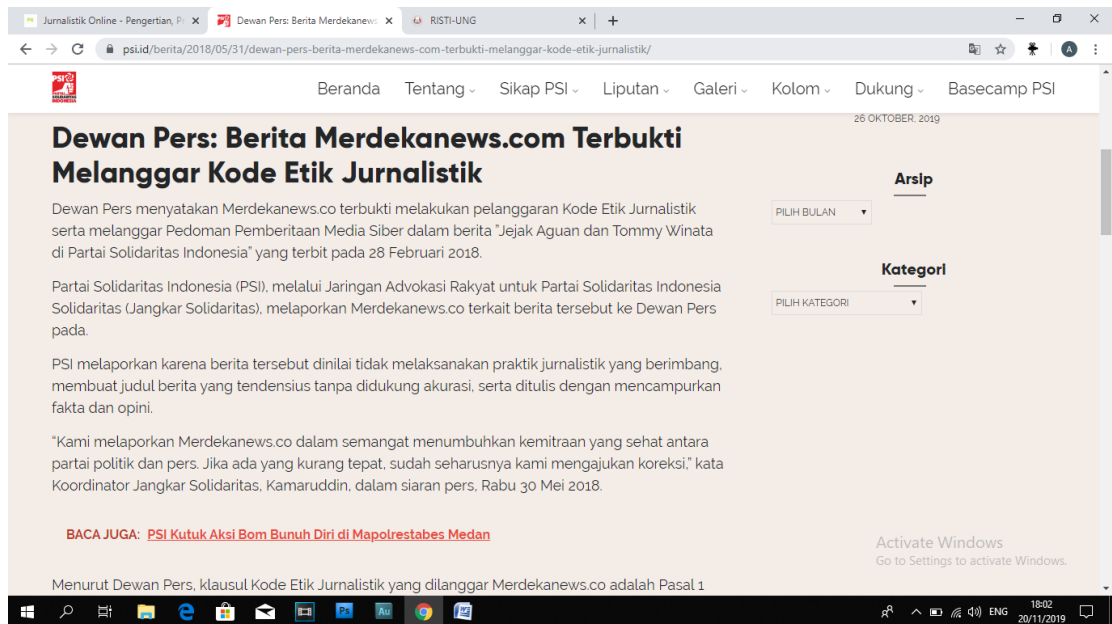 Jurnalistik Online - Pengertian, Pr
Dewan Pers: Berita Merdekanews
RISTI-UNG
psi.id/berita/2018/05/31/dewan-pers-berita-merdekanews-com-terbukti-melanggar-kode-etik-jurnalistik/
A
PSI
PARTAI
SOLIDARITAS
INDONESIA
Beranda Tentang Sikap PSI Liputan Galeri Kolom Dukung Basecamp PSI
26 OKTOBER, 2019
Dewan Pers: Berita Merdekanews.com Terbukti
Melanggar Kode Etik Jurnalistik
Dewan Pers menyatakan Merdekanews.co terbukti melakukan pelanggaran Kode Etik Jurnalistik
serta melanggar Pedoman Pemberitaan Media Siber dalam berita "Jejak Aguan dan Tommy Winata
di Partai Solidaritas Indonesia" yang terbit pada 28 Februari 2018.
Partai Solidaritas Indonesia (PSI), melalui Jaringan Advokasi Rakyat untuk Partai Solidaritas Indonesia
Solidaritas (Jangkar Solidaritas), melaporkan Merdekanews.co terkait berita tersebut ke Dewan Pers
pada.
PSI melaporkan karena berita tersebut dinilai tidak melaksanakan praktik jurnalistik yang berimbang,
membuat judul berita yang tendensius tanpa didukung akurasi, serta ditulis dengan mencampurkan
fakta dan opini.
"Kami melaporkan Merdekanews.co dalam semangat menumbuhkan kemitraan yang sehat antara
partai politik dan pers. Jika ada yang kurang tepat, sudah seharusnya kami mengajukan koreksi," kata
Koordinator Jangkar Solidaritas, Kamaruddin, dalam siaran pers, Rabu 30 Mei 2018.
BACA JUGA: PSI Kutuk Aksi Bom Bunuh Diri di Mapolrestabes Medan
Menurut Dewan Pers, klausul Kode Etik Jurnalistik yang dilanggar Merdekanews.co adalah Pasal 1
Arsip
PILIH BULAN
Kategori
PILIH KATEGORI
Activate Windows
Go to Settings to activate Windows.
Ps
Au
ENG
18:02
20/11/2019